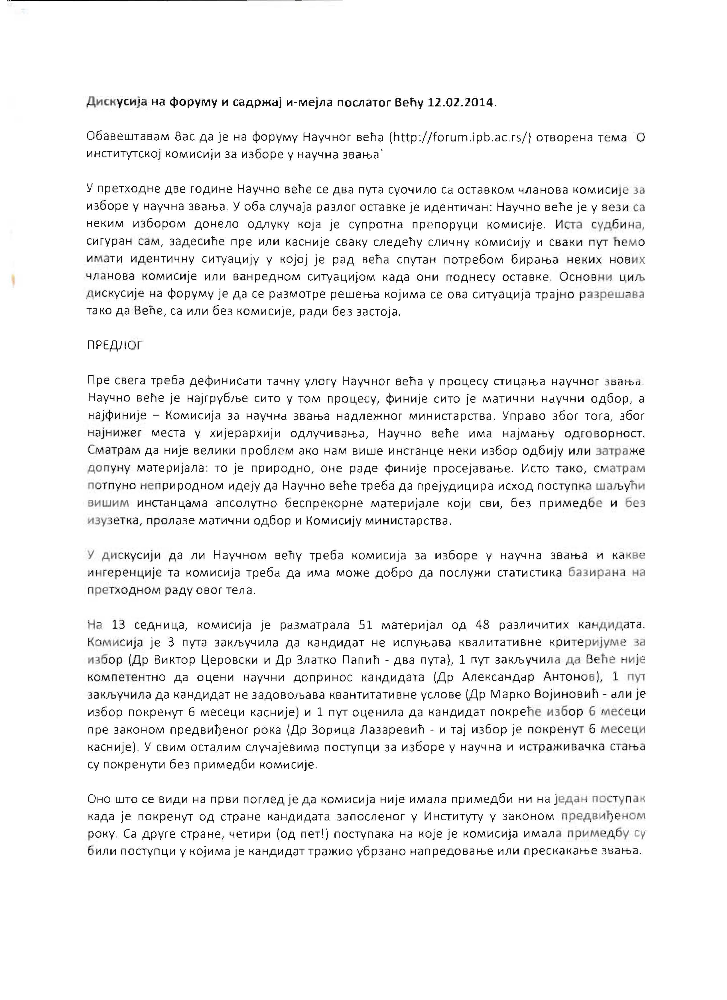 Дискусија на форуму и садржај и-мејла послатог Већу 12.02.2014.
Обавештавам Вас да је на форуму Научног већа (http://forum.ipb.ac.rs/) отворена тема `О
институтској комисији за изборе у научна звања`
У претходне две године Научно веће се два пута суочило са оставком чланова комисије за
изборе у научна звања. У оба случаја разлог оставке је идентичан: Научно веће је у вези са
неким избором донело одлуку која је супротна препоруци комисије. Иста судбина,
сигуран сам, задесиће пре или касније сваку следећу сличну комисију и сваки пут ћемо
имати идентичну ситуацију у којој је рад већа спутан потребом бирања неких нових
чланова комисије или ванредном ситуацијом када они поднесу оставке. Основни циљ
дискусије на форуму је да се размотре решења којима се ова ситуација трајно разрешава
тако да Веће, са или без комисије, ради без застоја.
ПРЕДЛОГ
Пре свега треба дефинисати тачну улогу Научног већа у процесу стицања научног звања.
Научно веће је најгрубље сито у том процесу, финије сито је матични научни одбор, а
најфиније – Комисија за научна звања надлежног министарства. Управо због тога, због
најнижег места у хијерархији одлучивања, Научно веће има најмању одговорност.
Сматрам да није велики проблем ако нам више инстанце неки избор одбију или затраже
допуну материјала: то је природно, оне раде финије просејавање. Исто тако, сматрам
потпуно неприродном идеју да Научно веће треба да прејудицира исход поступка шаљући
вишим инстанцама апсолутно беспрекорне материјале који сви, без примедбе и без
изузетка, пролазе матични одбор и Комисију министарства.
У дискусији да ли Научном већу треба комисија за изборе у научна звања и какве
ингеренције та комисија треба да има може добро да послужи статистика базирана на
претходном раду овог тела.
На 13 седница, комисија је разматрала 51 материјал од 48 различитих кандидата.
Комисија је 3 пута закључила да кандидат не испуњава квалитативне критеријуме за
избор (Др Виктор Церовски и Др Златко Папић - два пута), 1 пут закључила да Веће није
компетентно да оцени научни допринос кандидата (Др Александар Антонов), 1 пут
закључила да кандидат не задовољава квантитативне услове (Др Марко Војиновић - али је
избор покренут 6 месеци касније) и 1 пут оценила да кандидат покреће избор 6 месеци
пре законом предвиђеног рока (Др Зорица Лазаревић - и тај избор је покренут 6 месеци
касније). У свим осталим случајевима поступци за изборе у научна и истраживачка стања
су покренути без примедби комисије.
Оно што се види на први поглед је да комисија није имала примедби ни на један поступак
када је покренут од стране кандидата запосленог у Институту у законом предвиђеном
року. Са друге стране, четири (од пет!) поступака на које је комисија имала примедбу су
били поступци у којима је кандидат тражио убрзано напредовање или прескакање звања.